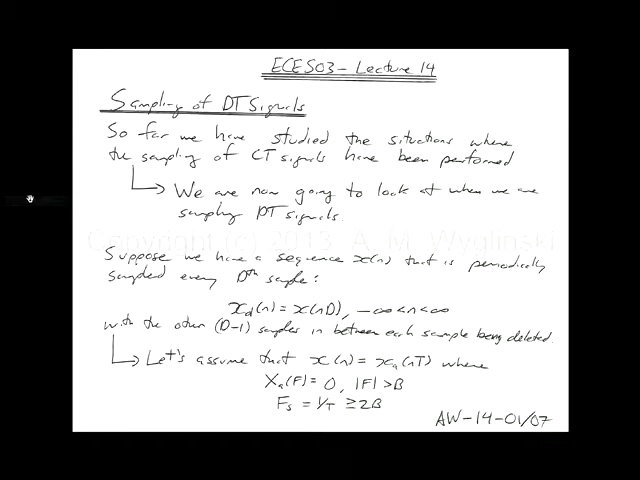 ECE503 - Lecture 14
Sampling of DT Signals
So far we have studied the situations where
the sampling of CT signals have been performed
We are now going to look at when we are
sampling DT signals.
Copyright (c) 2013 A. M. Wyglinski
Suppose we have a sequence x(n) that is periodically
sampled every Dth sample:
xd(n) = x(nD), -∞ < n < ∞
with the other (D-1) samples in between each sample being deleted.
Let's assume that x(n) = xa(nT) where
Xa(F) = 0, |F| > B
Fs = 1/T ≥ 2B
AW-14-01/07